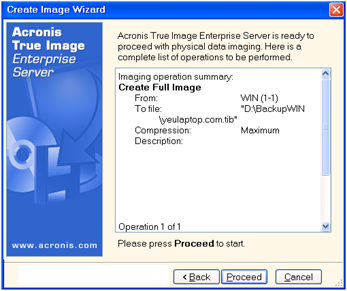 Create Image Wizard
Acronis
True Image
Enterprise
Server
www.acronis.com
Acronis True Image Enterprise Server is ready to
proceed with physical data imaging. Here is a
complete list of operations to be performed.
Imaging operation summary:
Create Full Image
From: WIN (1-1)
To file: "D:\BackupWIN
\yeulaptop.com.tib"
Compression: Maximum
Description:
Operation 1 of 1
Please press Proceed to start.
< Back
Proceed
Cancel